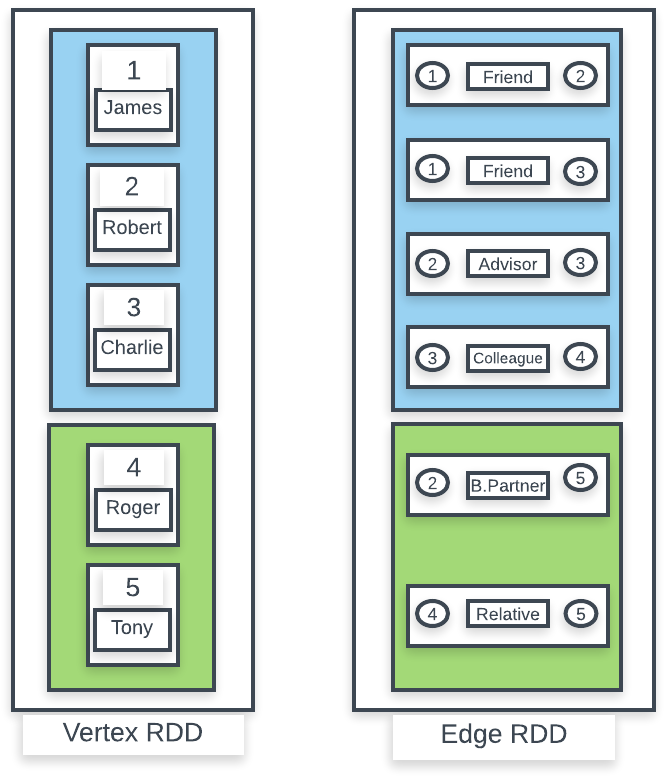 1
James
2
Robert
3
Charlie
4
Roger
5
Tony
Vertex RDD
1 Friend 2
1 Friend 3
2 Advisor 3
3 Colleague 4
2 B.Partner 5
4 Relative 5
Edge RDD